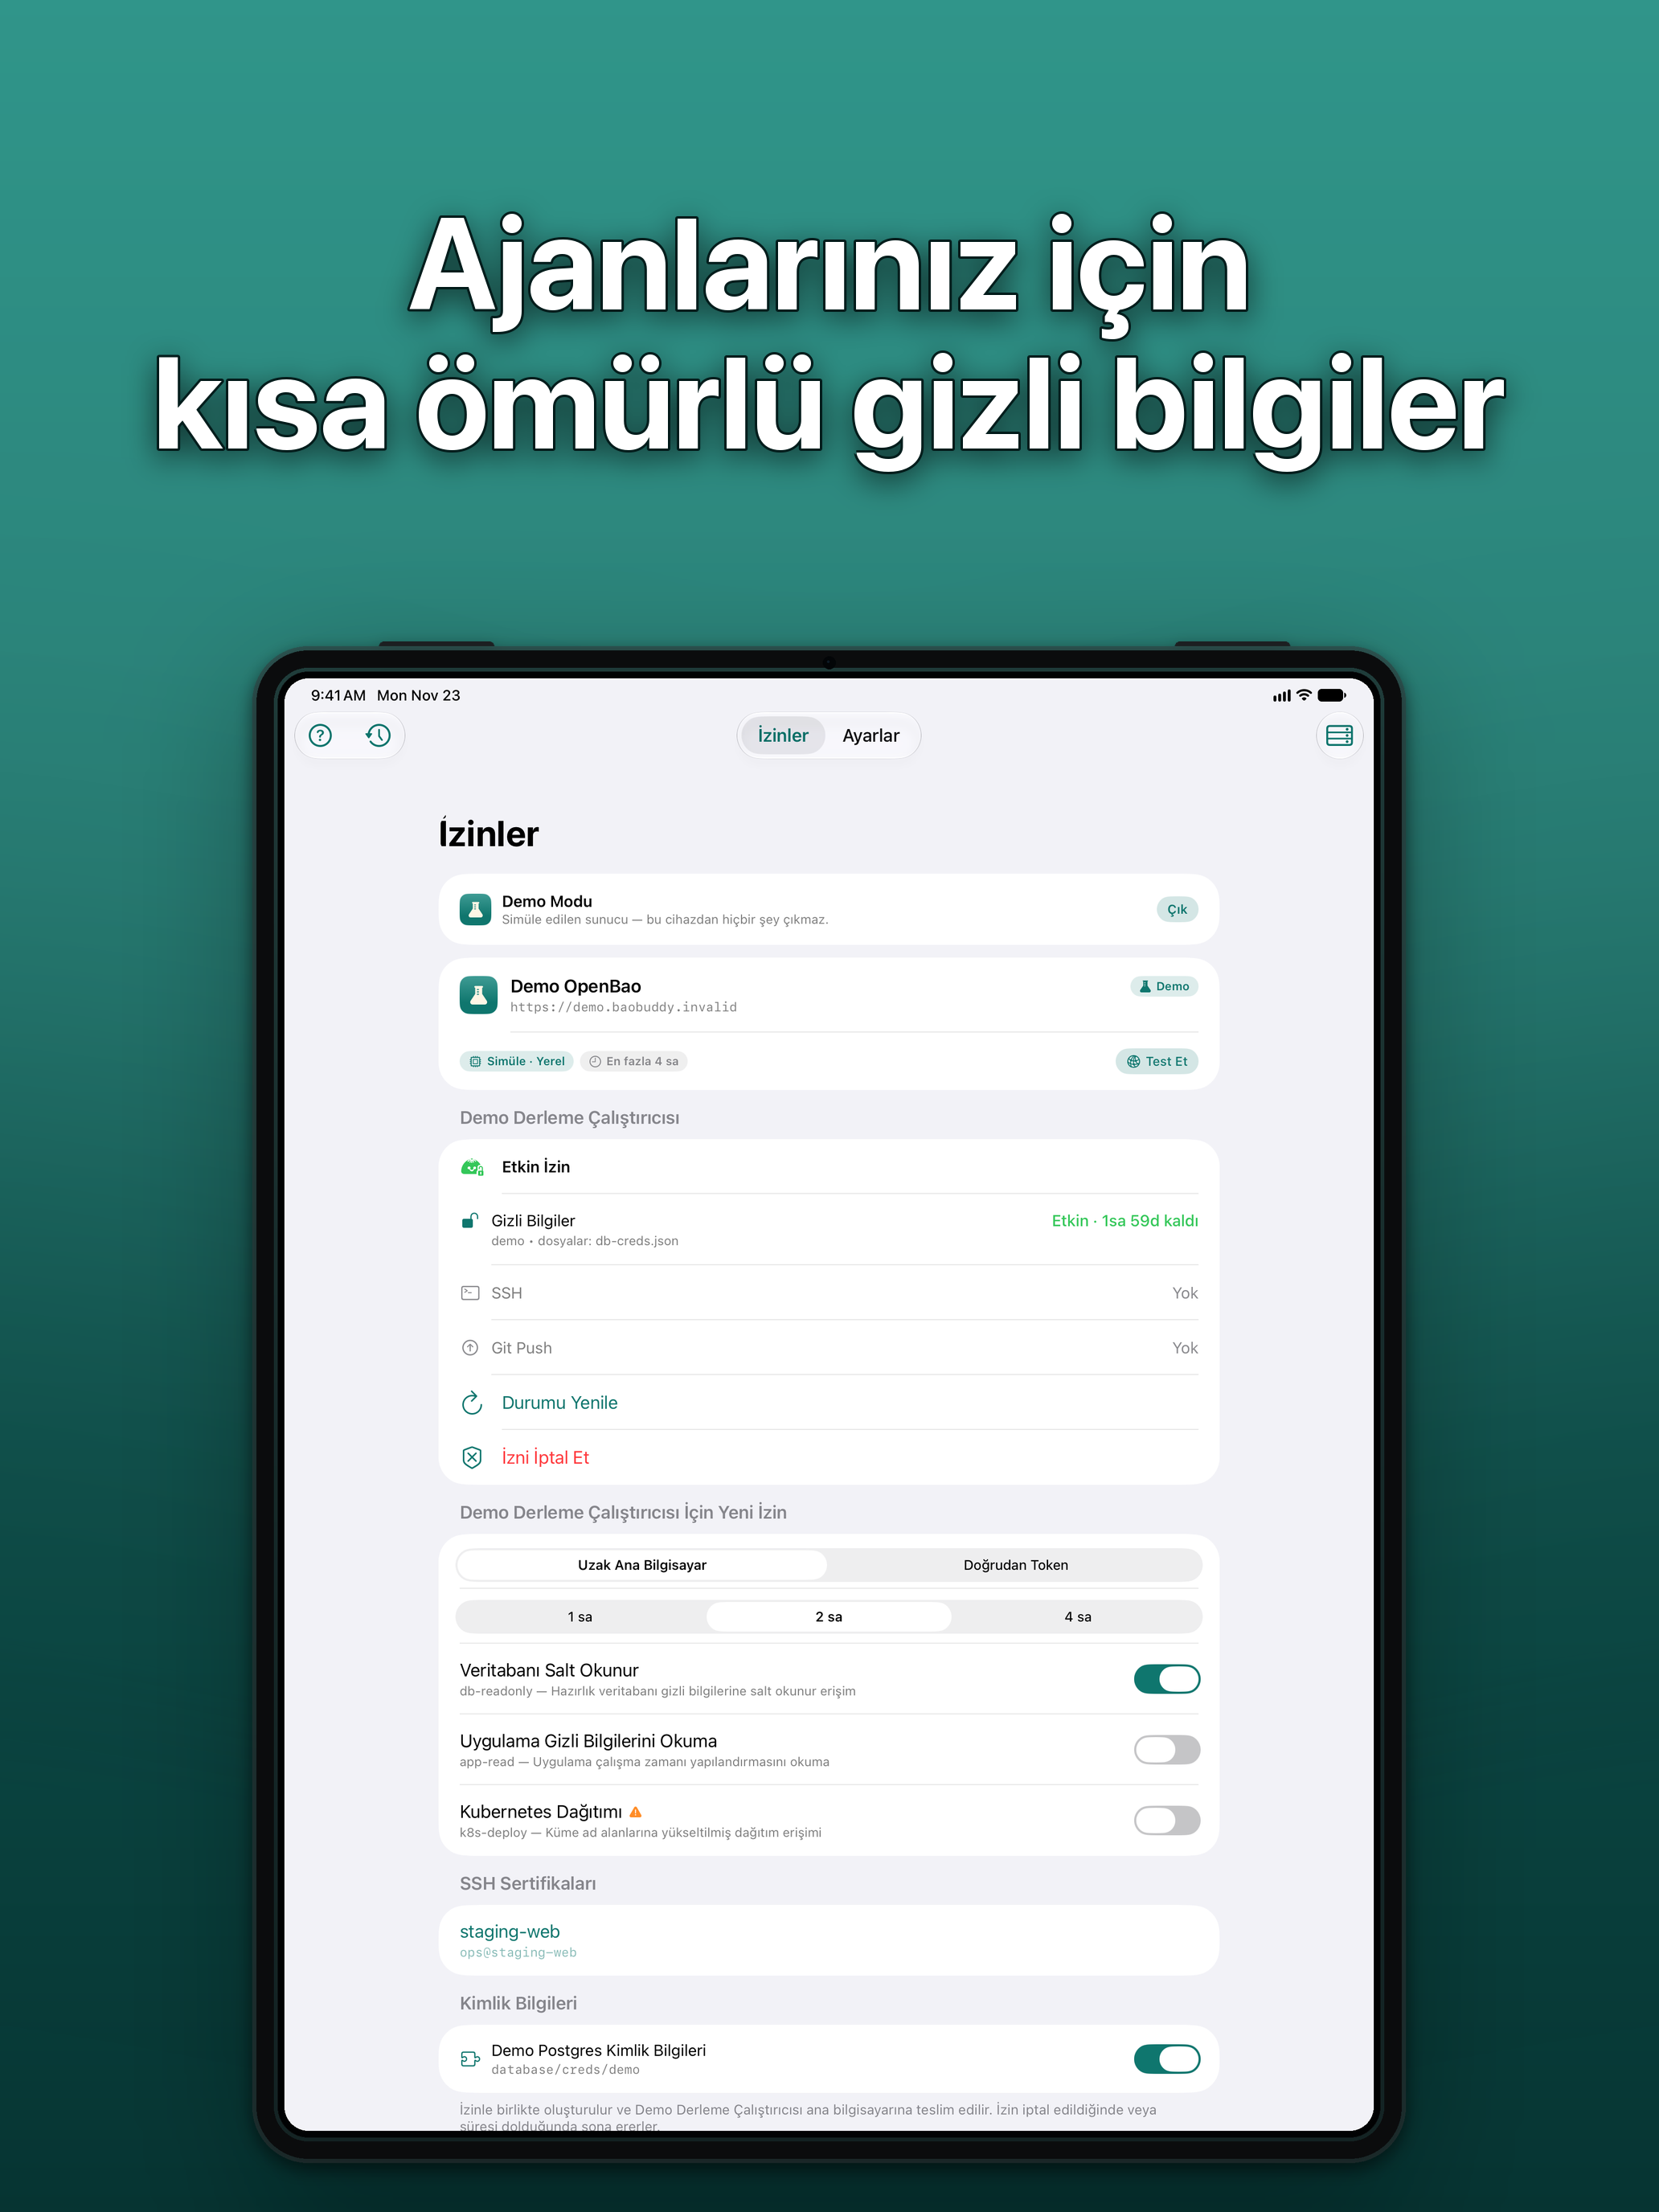 Ajanlarınız için
kısa ömürlü gizli bilgiler
9:41 AM Mon Nov 23
İzinler Ayarlar
İzinler
Demo Modu
Simüle edilen sunucu — bu cihazdan hiçbir şey çıkmaz.
Çık
Demo OpenBao
https://demo.baobuddy.invalid
Demo
Simüle · Yerel
En fazla 4 sa
Test Et
Demo Derleme Çalıştırıcısı
Etkin İzin
Gizli Bilgiler
Etkin · 1sa 59d kaldı
demo • dosyalar: db-creds.json
SSH Yok
Git Push Yok
Durumu Yenile
İzni İptal Et
Demo Derleme Çalıştırıcısı İçin Yeni İzin
Uzak Ana Bilgisayar Doğrudan Token
1 sa 2 sa 4 sa
Veritabanı Salt Okunur
db-readonly — Hazırlık veritabanı gizli bilgilerine salt okunur erişim
Uygulama Gizli Bilgilerini Okuma
app-read — Uygulama çalışma zamanı yapılandırmasını okuma
Kubernetes Dağıtımı
k8s-deploy — Küme ad alanlarına yükseltilmiş dağıtım erişimi
SSH Sertifikaları
staging-web
ops@staging-web
Kimlik Bilgileri
Demo Postgres Kimlik Bilgileri
database/creds/demo
İzinle birlikte oluşturulur ve Demo Derleme Çalıştırıcısı ana bilgisayarına teslim edilir. İzin iptal edildiğinde veya
süresi dolduğunda sona ererler.